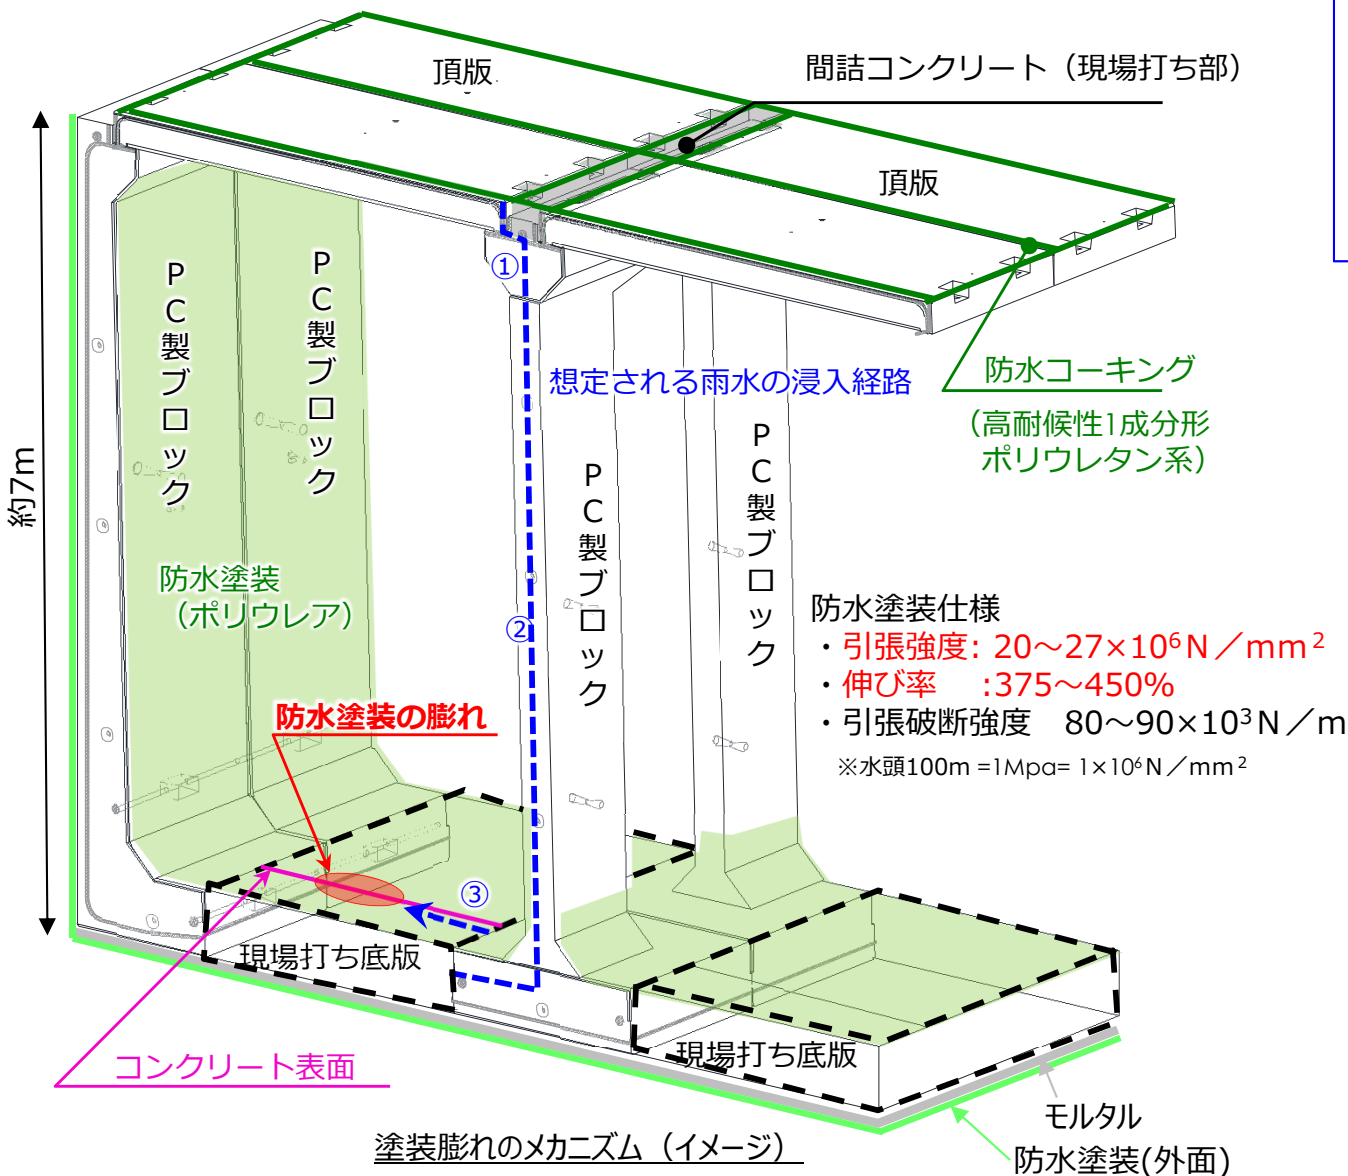 頂版
間詰コンクリート（現場打ち部）
頂版
①
ＰＣ製ブロック
ＰＣ製ブロック
想定される雨水の浸入経路
防水コーキング
（高耐候性1成分形
ポリウレタン系）
約7m
ＰＣ製ブロック
ＰＣ製ブロック
防水塗装
（ポリウレア）
②
防水塗装仕様
・引張強度: 20～27×10⁶N／mm²
・伸び率　:375～450%
・引張破断強度　80～90×10³N／m
※水頭100m =1Mpa= 1×10⁶N／mm²
防水塗装の膨れ
③
現場打ち底版
現場打ち底版
コンクリート表面
モルタル
防水塗装(外面)
塗装膨れのメカニズム（イメージ）